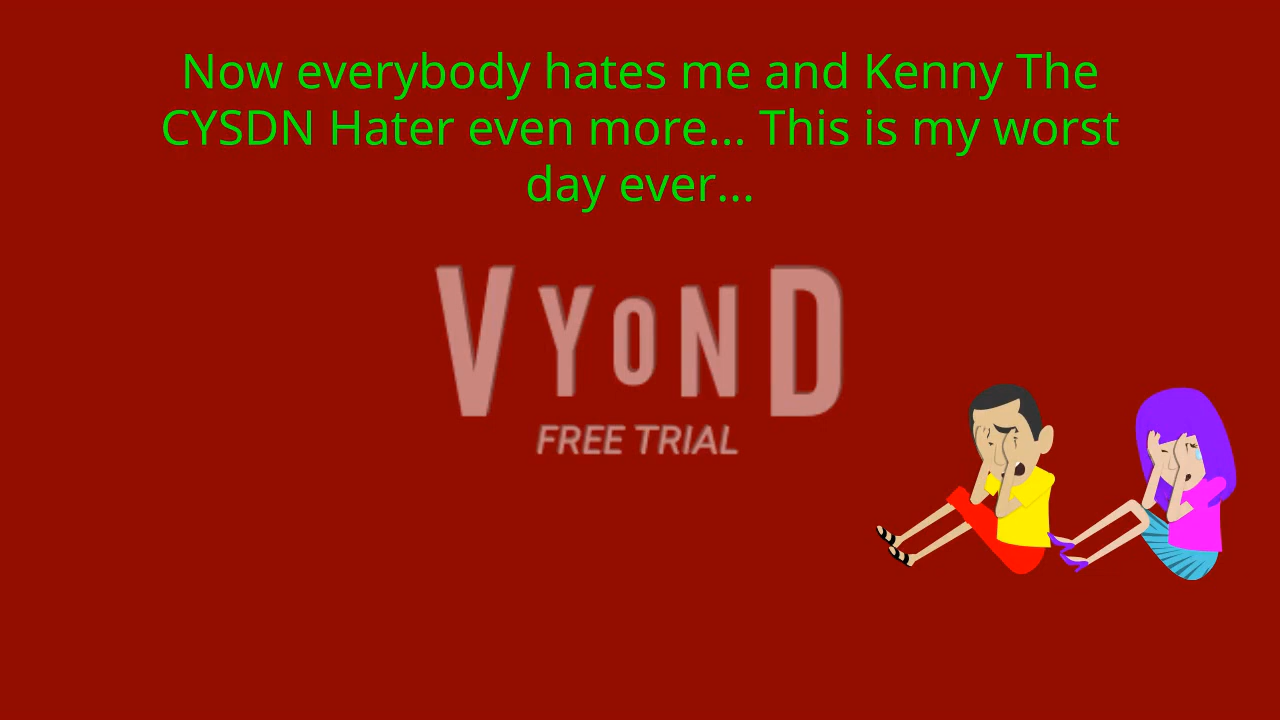 Now everybody hates me and Kenny The
CYSDN Hater even more... This is my worst
day ever...
VYOND
FREE TRIAL